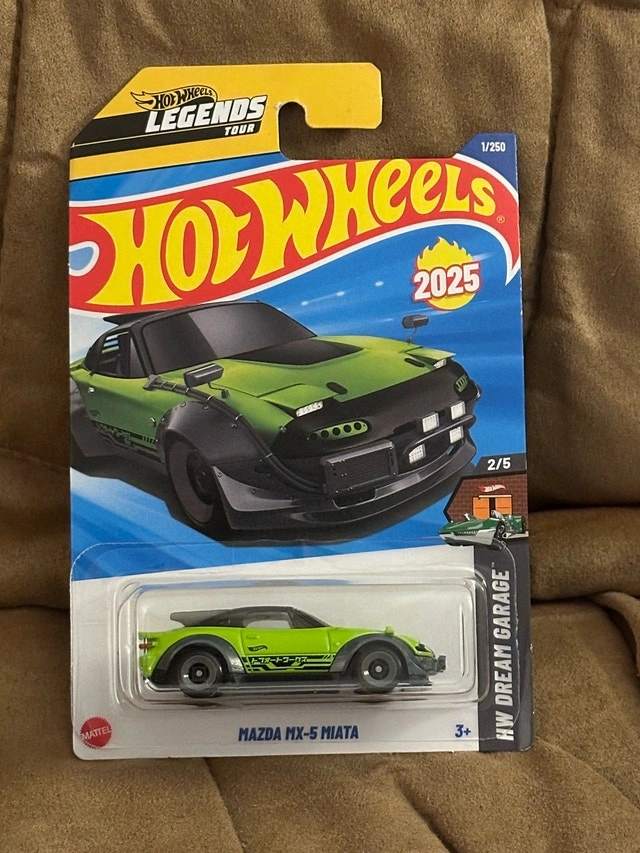 HOT WHEELS
LEGENDS
TOUR
1/250
HOT WHEELS
®
2025
2/5
HW DREAM GARAGE™
MATTEL
MAZDA MX-5 MIATA
3+